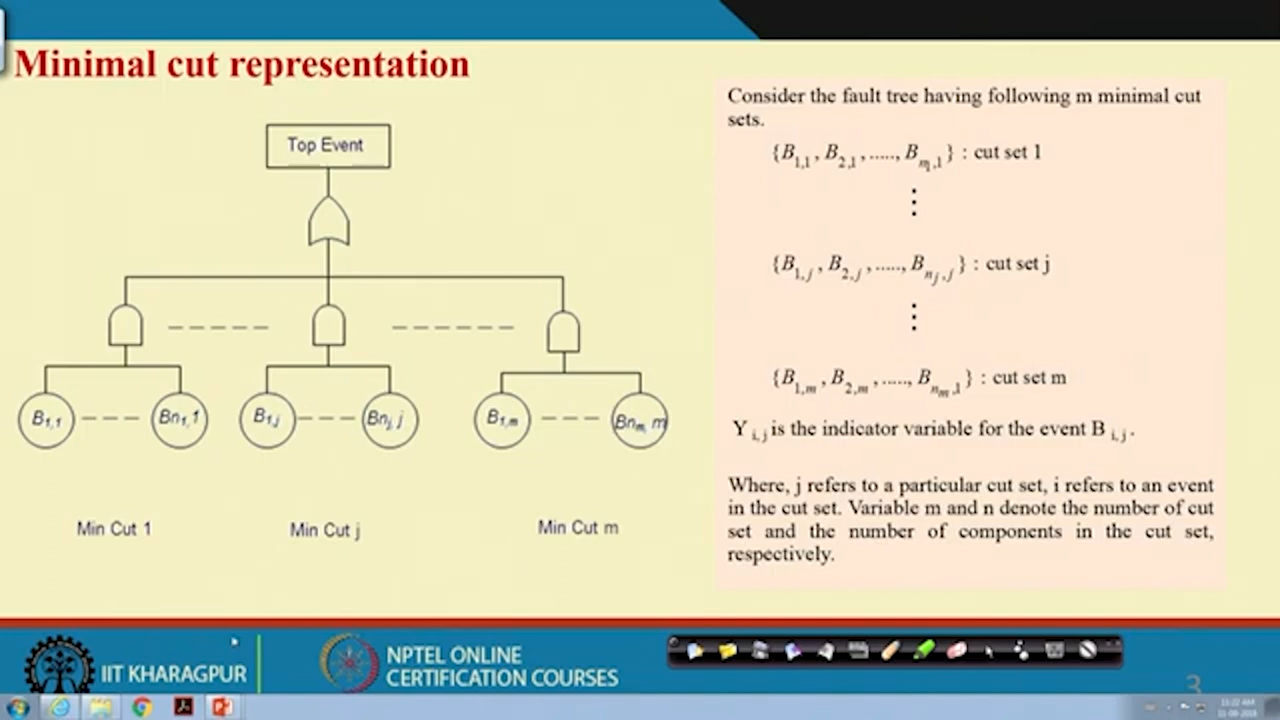 Minimal cut representation
Top Event
B1,1
Bn1,1
B1,j
Bnj, j
B1,m
Bnm, m
Min Cut 1
Min Cut j
Min Cut m
Consider the fault tree having following m minimal cut
sets.
{B1,1 , B2,1 , ....., Bn1,1 } : cut set 1
⋮
{B1,j , B2,j , ....., Bnj,j } : cut set j
⋮
{B1,m , B2,m , ....., Bnm,1 } : cut set m
Y i,j is the indicator variable for the event B i,j .
Where, j refers to a particular cut set, i refers to an event
in the cut set. Variable m and n denote the number of cut
set and the number of components in the cut set,
respectively.
IIT KHARAGPUR
NPTEL ONLINE
CERTIFICATION COURSES
3